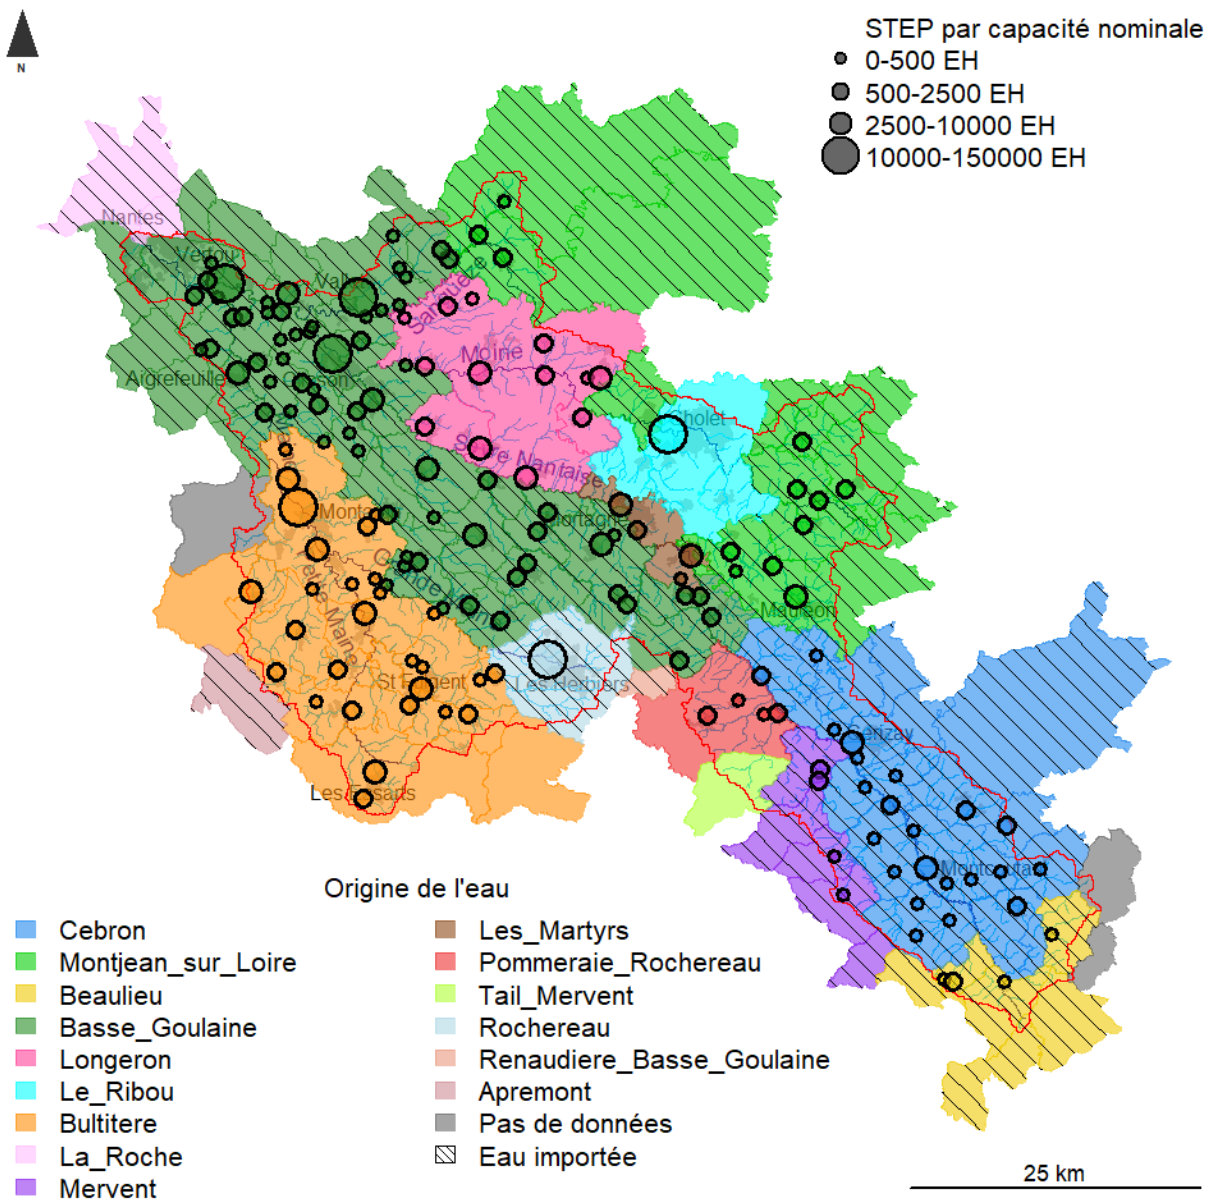 N
STEP par capacité nominale
0-500 EH
500-2500 EH
2500-10000 EH
10000-150000 EH
Nantes
Vertou
Sanguèze
Moine
Aigrefeuille
Cholet
Sèvre Nantaise
Mortagne
Grande Maine
Petite Maine
Mauléon
St Fulgent
Les Herbiers
Cerizay
Les Essarts
Moncoutant
Origine de l'eau
Cebron
Montjean_sur_Loire
Beaulieu
Basse_Goulaine
Longeron
Le_Ribou
Bultitere
La_Roche
Mervent
Les_Martyrs
Pommeraie_Rochereau
Tail_Mervent
Rochereau
Renaudiere_Basse_Goulaine
Apremont
Pas de données
Eau importée
25 km